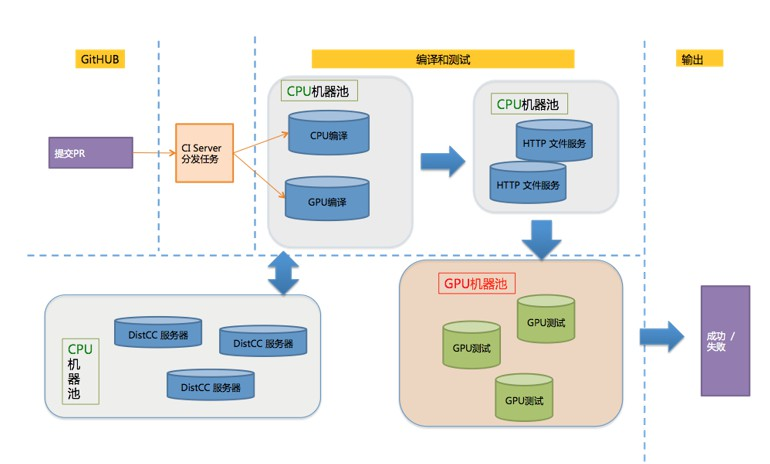 GitHUB
编译和测试
输出
提交PR
CI Server
分发任务
CPU机器池
CPU编译
GPU编译
CPU机器池
HTTP 文件服务
HTTP 文件服务
CPU
机
器
池
DistCC 服务器
DistCC 服务器
DistCC 服务器
GPU机器池
GPU测试
GPU测试
GPU测试
成功 /
失败